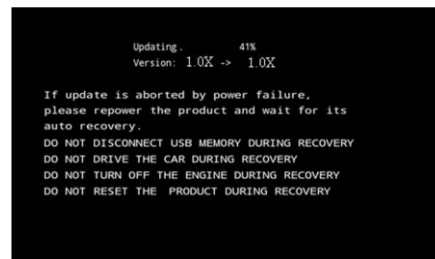 Updating. 41%
Version: 1.0X -> 1.0X
If update is aborted by power failure,
please repower the product and wait for its
auto recovery.
DO NOT DISCONNECT USB MEMORY DURING RECOVERY
DO NOT DRIVE THE CAR DURING RECOVERY
DO NOT TURN OFF THE ENGINE DURING RECOVERY
DO NOT RESET THE PRODUCT DURING RECOVERY